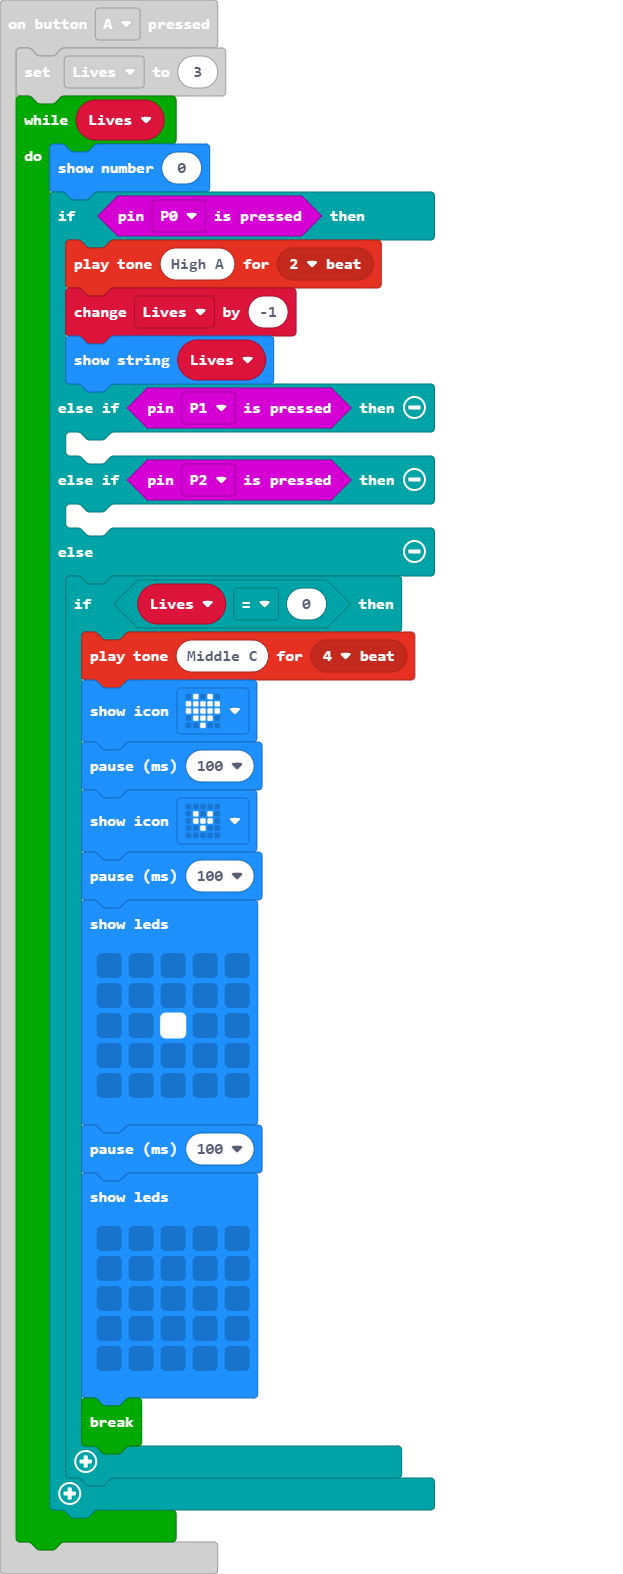 on button A pressed
set Lives to 3
while Lives
do
show number 0
if pin P0 is pressed then
play tone High A for 2 beat
change Lives by -1
show string Lives
else if pin P1 is pressed then
else if pin P2 is pressed then
else
if Lives = 0 then
play tone Middle C for 4 beat
show icon
pause (ms) 100
show icon
pause (ms) 100
show leds
pause (ms) 100
show leds
break